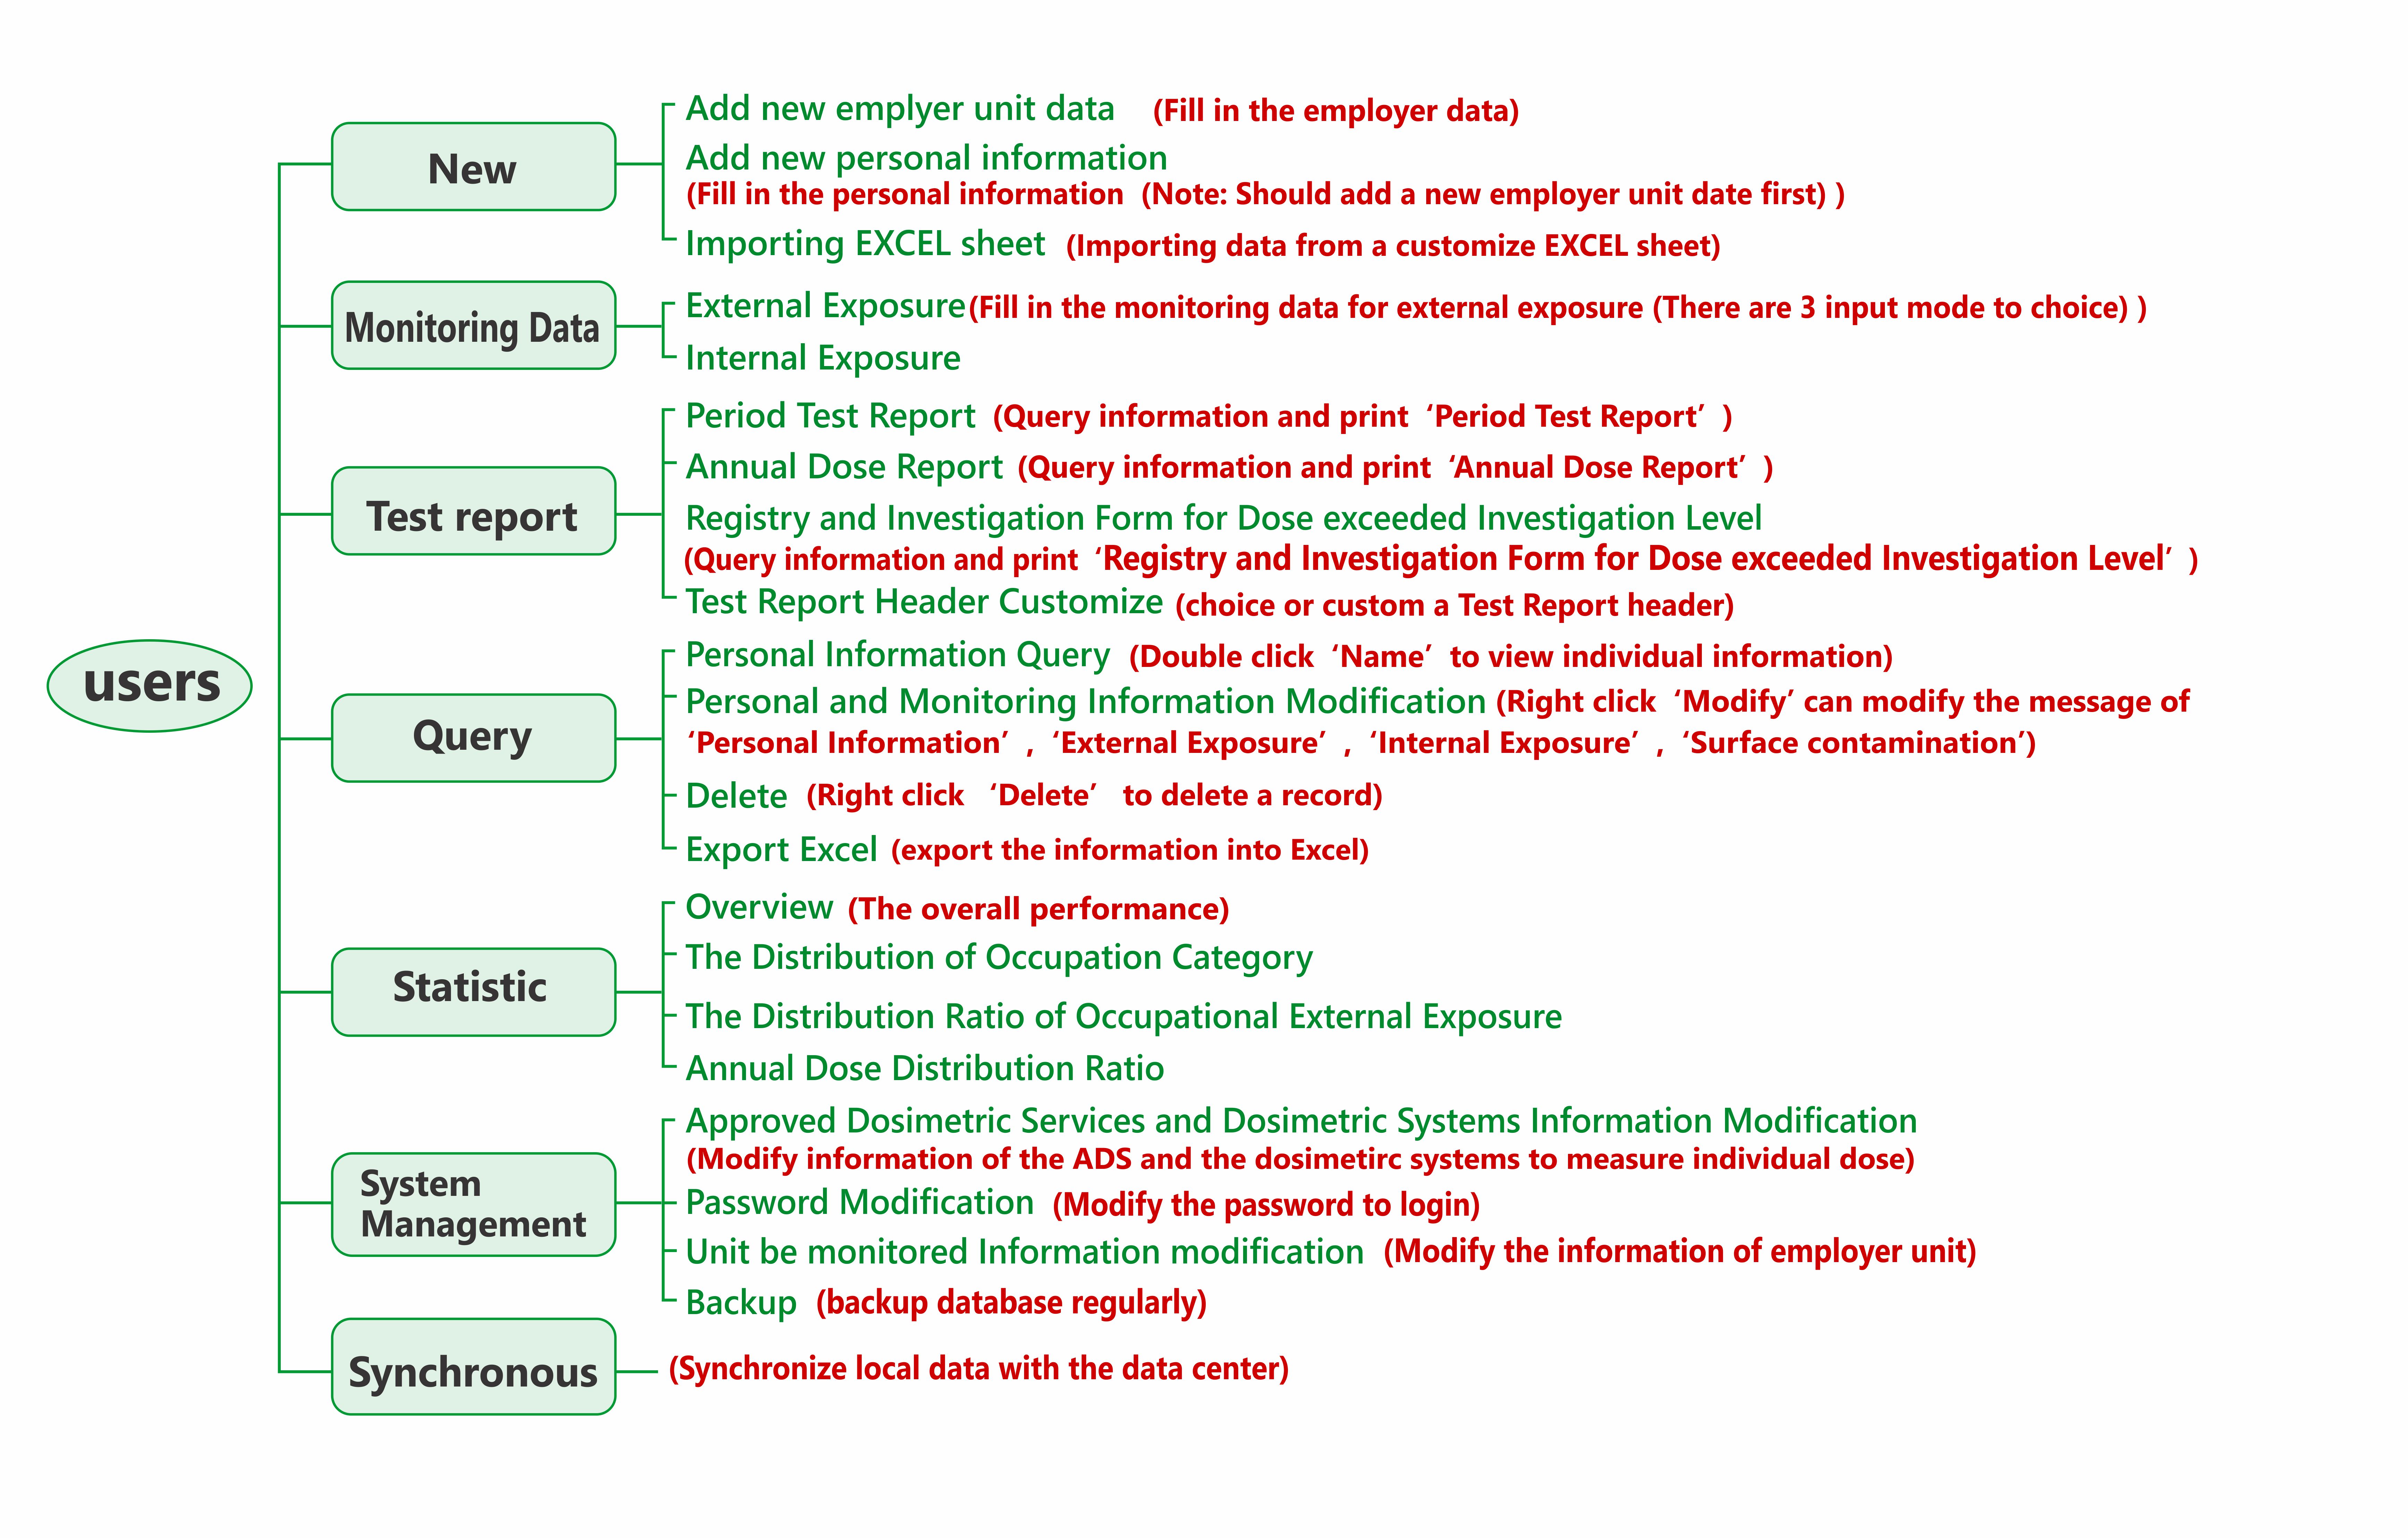 users
New
Add new emplyer unit data (Fill in the employer data)
Add new personal information
(Fill in the personal information (Note: Should add a new employer unit date first) )
Importing EXCEL sheet (Importing data from a customize EXCEL sheet)
Monitoring Data
External Exposure(Fill in the monitoring data for external exposure (There are 3 input mode to choice) )
Internal Exposure
Test report
Period Test Report (Query information and print ‘Period Test Report’ )
Annual Dose Report (Query information and print ‘Annual Dose Report’ )
Registry and Investigation Form for Dose exceeded Investigation Level
(Query information and print ‘Registry and Investigation Form for Dose exceeded Investigation Level’ )
Test Report Header Customize (choice or custom a Test Report header)
Query
Personal Information Query (Double click ‘Name’ to view individual information)
Personal and Monitoring Information Modification (Right click ‘Modify’ can modify the message of
‘Personal Information’ , ‘External Exposure’ , ‘Internal Exposure’ , ‘Surface contamination’)
Delete (Right click ‘Delete’ to delete a record)
Export Excel (export the information into Excel)
Statistic
Overview (The overall performance)
The Distribution of Occupation Category
The Distribution Ratio of Occupational External Exposure
Annual Dose Distribution Ratio
System
Management
Approved Dosimetric Services and Dosimetric Systems Information Modification
(Modify information of the ADS and the dosimetirc systems to measure individual dose)
Password Modification (Modify the password to login)
Unit be monitored Information modification (Modify the information of employer unit)
Backup (backup database regularly)
Synchronous
(Synchronize local data with the data center)